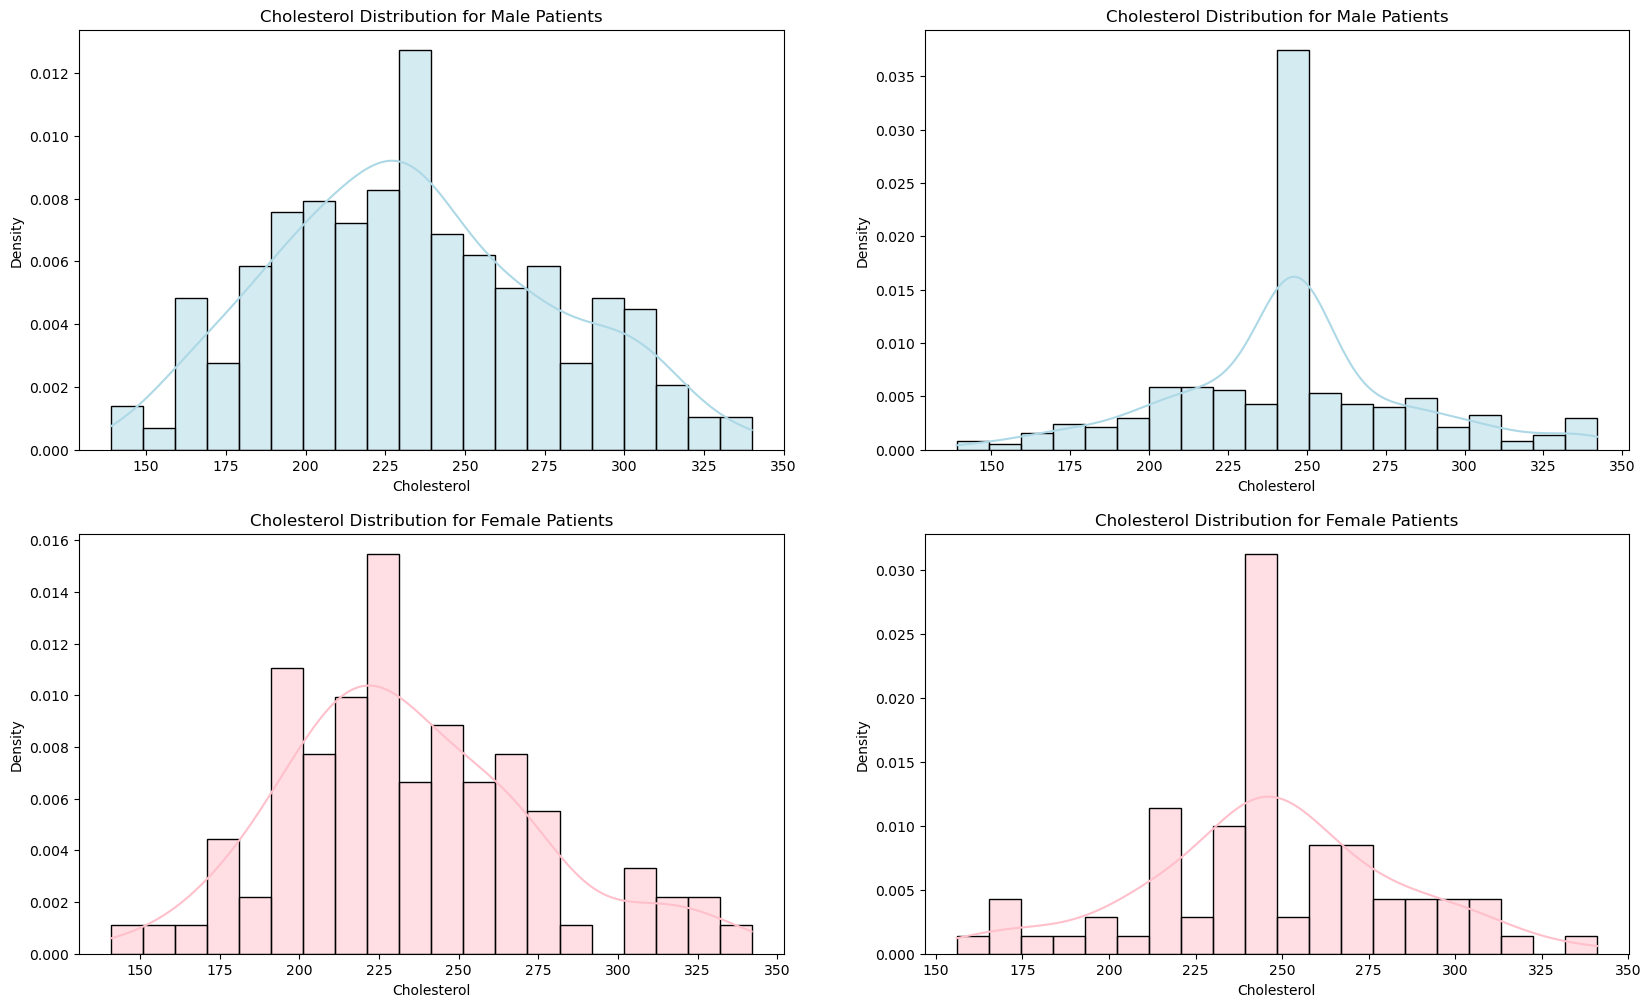 Cholesterol Distribution for Male Patients
Density
0.012
0.010
0.008
0.006
0.004
0.002
0.000
150 175 200 225 250 275 300 325 350
Cholesterol
Cholesterol Distribution for Male Patients
Density
0.035
0.030
0.025
0.020
0.015
0.010
0.005
0.000
150 175 200 225 250 275 300 325 350
Cholesterol
Cholesterol Distribution for Female Patients
Density
0.016
0.014
0.012
0.010
0.008
0.006
0.004
0.002
0.000
150 175 200 225 250 275 300 325 350
Cholesterol
Cholesterol Distribution for Female Patients
Density
0.030
0.025
0.020
0.015
0.010
0.005
0.000
150 175 200 225 250 275 300 325 350
Cholesterol